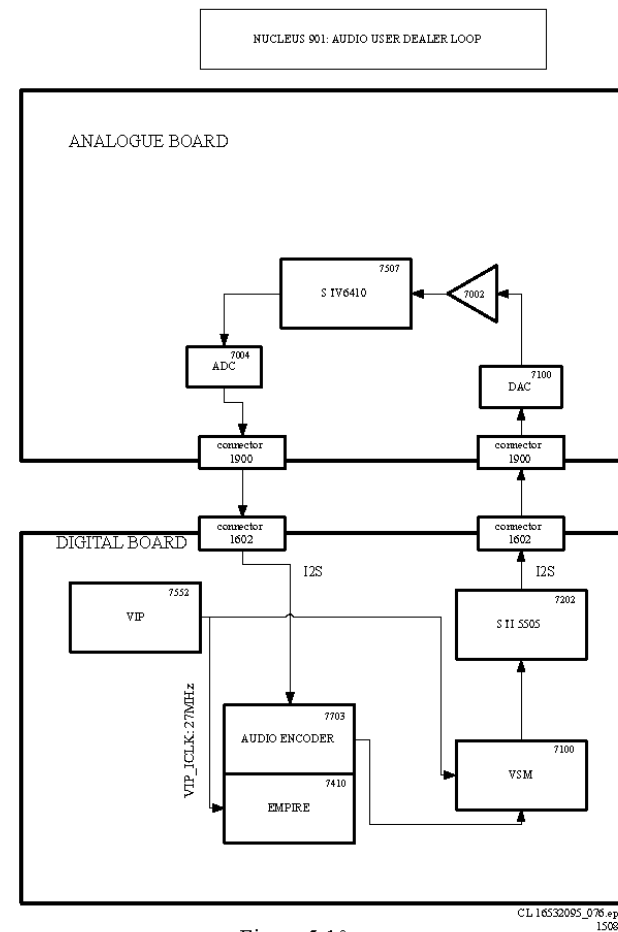 NUCLEUS 901: AUDIO USER DEALER LOOP
ANALOGUE BOARD
7507
STV6410
7002
7004
ADC
7100
DAC
connector
1900
connector
1900
connector
1602
connector
1602
DIGITAL BOARD
I2S
I2S
7552
VIP
7202
STI 5505
VIP_ICLK: 27MHz
7703
AUDIO ENCODER
7410
EMPIRE
7100
VSM
CL 16532095_076.ep
1508